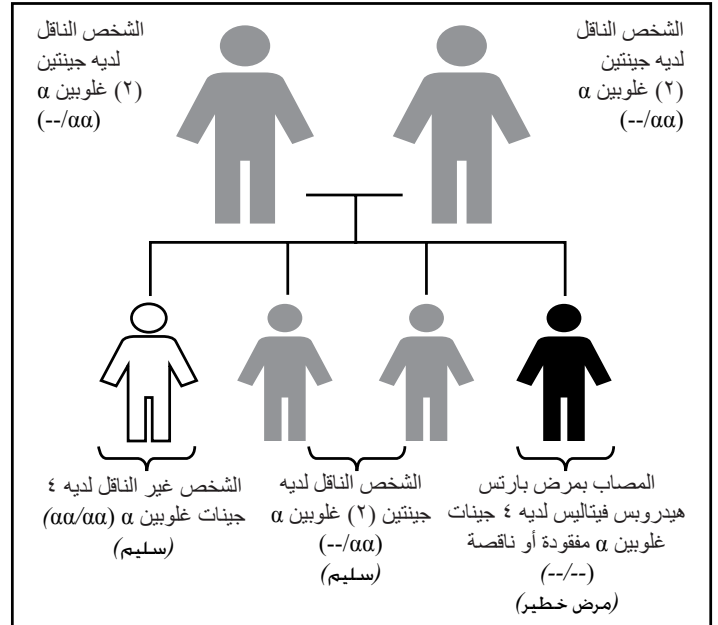 الشخص الناقل
لديه جينتين
(٢) غلوبين α
(--/αα)
الشخص الناقل
لديه جينتين
(٢) غلوبين α
(--/αα)
المصاب بمرض بارتس
هيدروبس فيتاليس لديه ٤ جينات
غلوبين α مفقودة أو ناقصة
(--/--)
(مرض خطير)
الشخص الناقل لديه
جينتين (٢) غلوبين α
(--/αα)
(سليم)
الشخص غير الناقل لديه ٤
جينات غلوبين α (αα/αα)
(سليم)